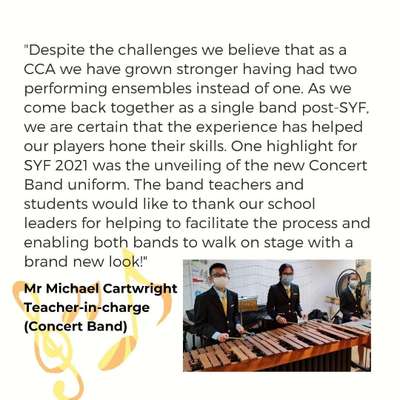 "Despite the challenges we believe that as a
CCA we have grown stronger having had two
performing ensembles instead of one. As we
come back together as a single band post-SYF,
we are certain that the experience has helped
our players hone their skills. One highlight for
SYF 2021 was the unveiling of the new Concert
Band uniform. The band teachers and
students would like to thank our school
leaders for helping to facilitate the process and
enabling both bands to walk on stage with a
brand new look!"
Mr Michael Cartwright
Teacher-in-charge
(Concert Band)